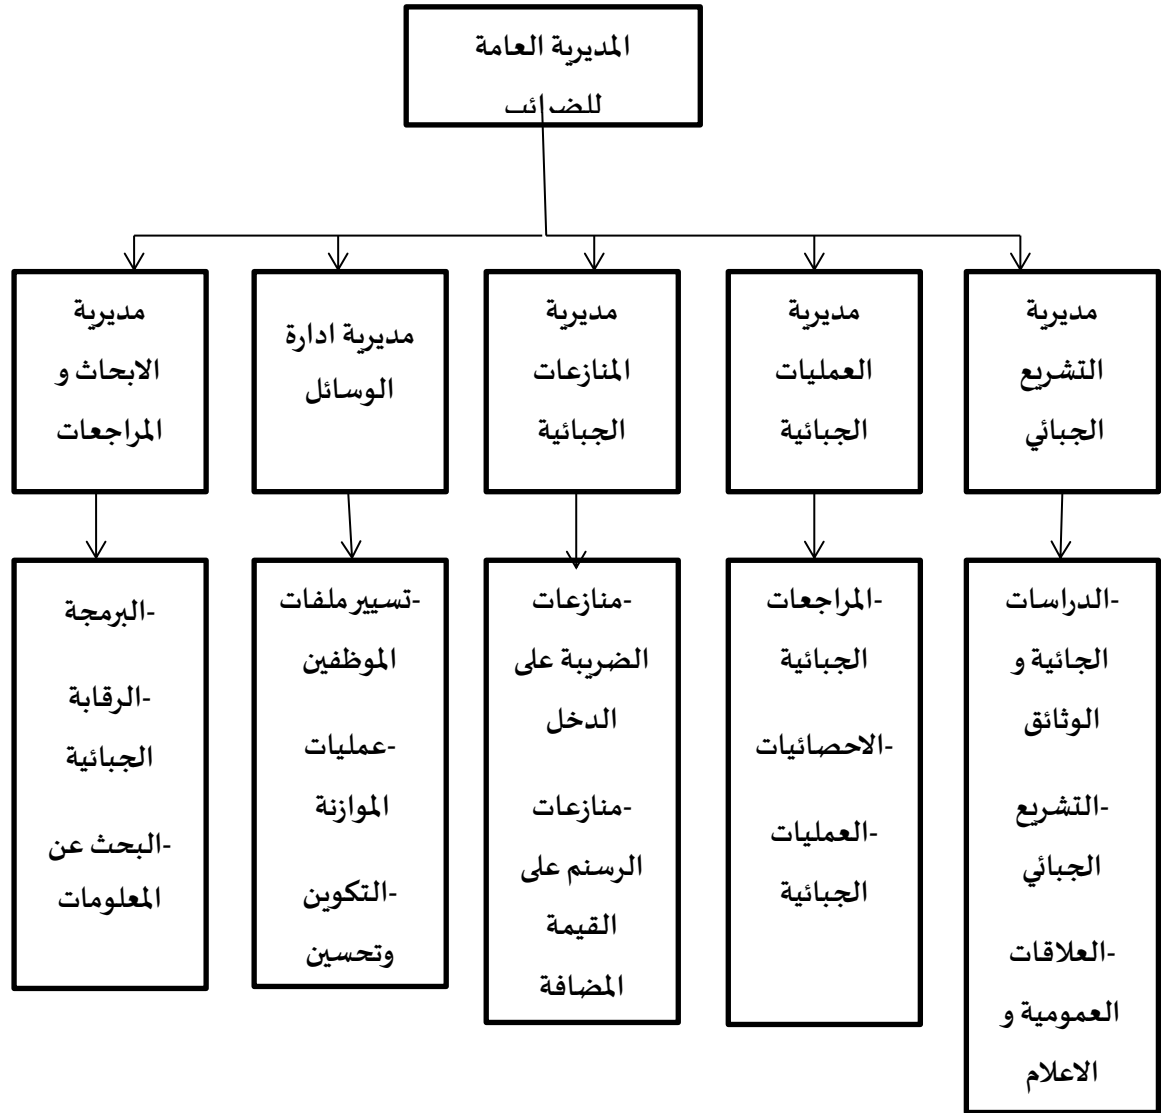 المديرية العامة
للضرائب
مديرية
التشريع
الجبائي
مديرية
العمليات
الجبائية
مديرية
المنازعات
الجبائية
مديرية ادارة
الوسائل
مديرية
الابحاث و
المراجعات
-الدراسات
الجائية و
الوثائق
-التشريع
الجبائي
-العلاقات
العمومية و
الاعلام
-المراجعات
الجبائية
-الاحصائيات
-العمليات
الجبائية
-منازعات
الضريبة على
الدخل
-منازعات
الرسنم على
القيمة
المضافة
-تسيير ملفات
الموظفين
-عمليات
الموازنة
-التكوين
وتحسين
-البرمجة
-الرقابة
الجبائية
-البحث عن
المعلومات